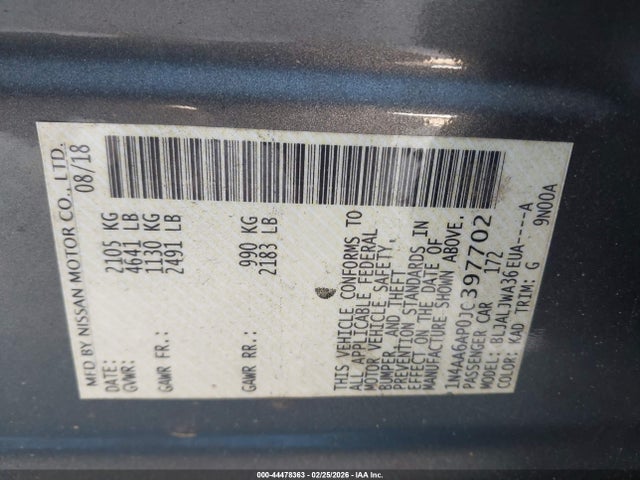 MFD BY NISSAN MOTOR CO., LTD.
DATE: 08/18
GVWR: 2105 KG
4641 LB
GAWR FR: 1130 KG
2491 LB
GAWR RR: 990 KG
2183 LB
THIS VEHICLE CONFORMS TO
ALL APPLICABLE FEDERAL
MOTOR VEHICLE SAFETY,
BUMPER, AND THEFT
PREVENTION STANDARDS IN
EFFECT ON THE DATE OF
MANUFACTURE SHOWN ABOVE.
1N4AA6AP0JC397702
PASSENGER CAR 172
MODEL: BLJALJWA36EUA----A
COLOR: KAD TRIM: G 9N00A
000-44478363 - 02/25/2026 - IAA Inc.